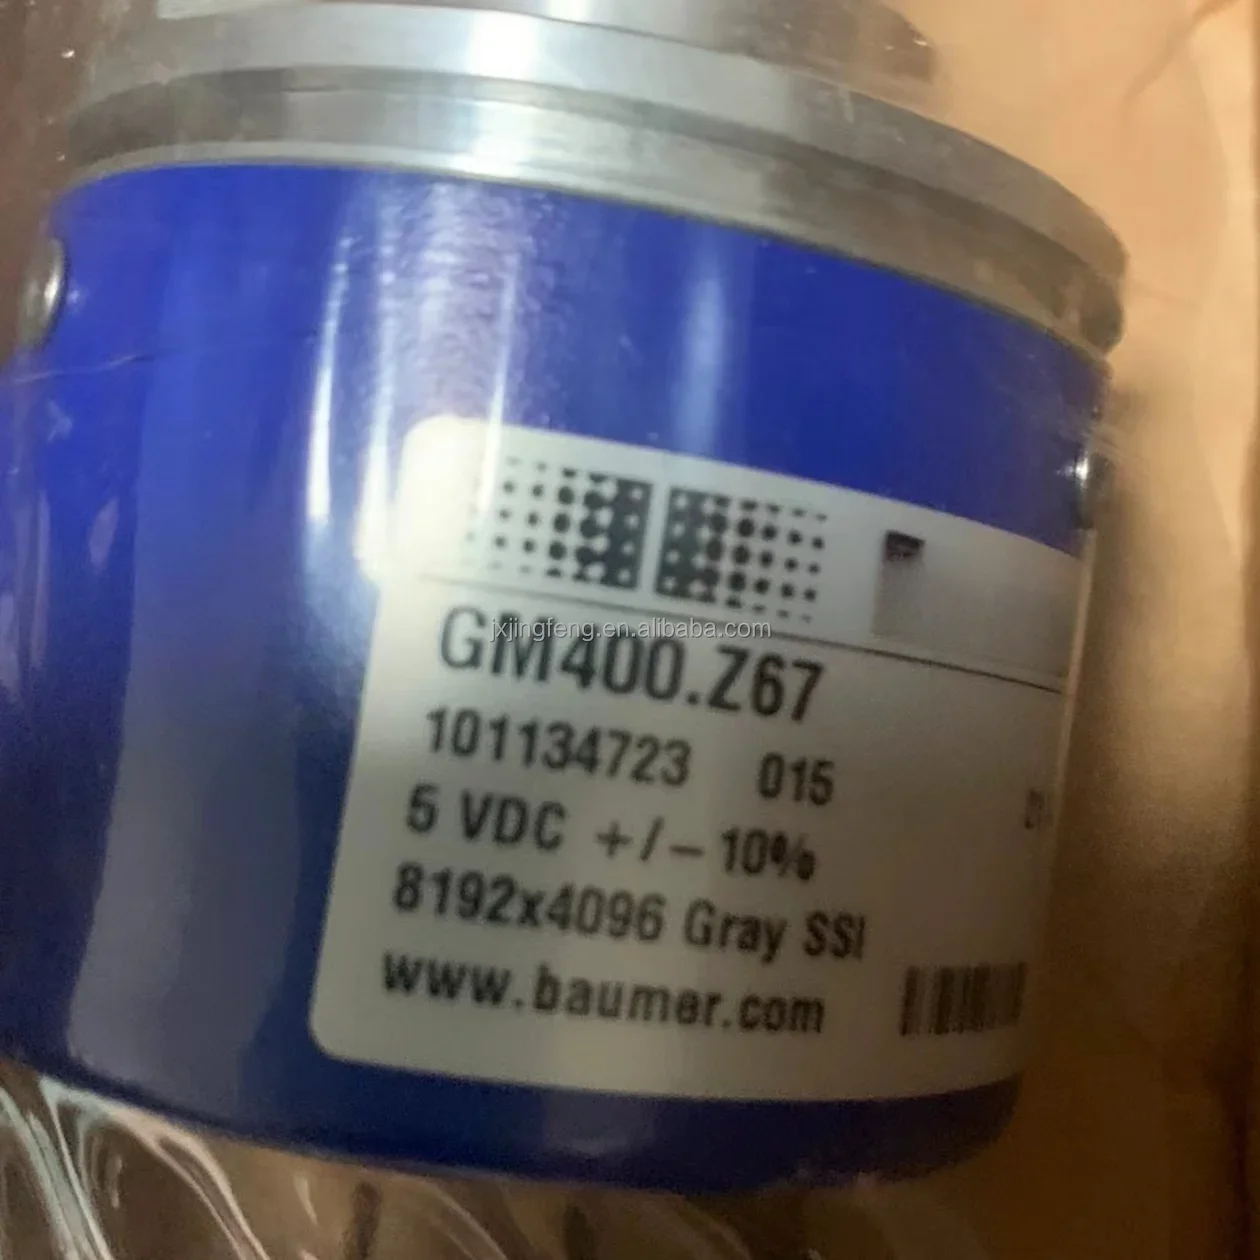 jxjingfeng.en.alibaba.com
GM400.Z67
101134723 015
5 VDC +/- 10%
8192x4096 Gray SSI
www.baumer.com